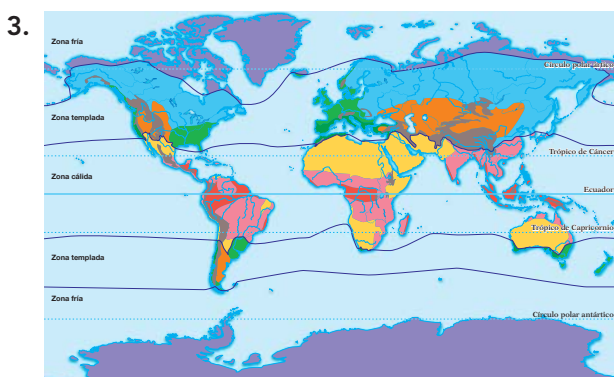 3.
Zona fría
Círculo polar ártico
Zona templada
Trópico de Cáncer
Zona cálida
Ecuador
Trópico de Capricornio
Zona templada
Zona fría
Círculo polar antártico